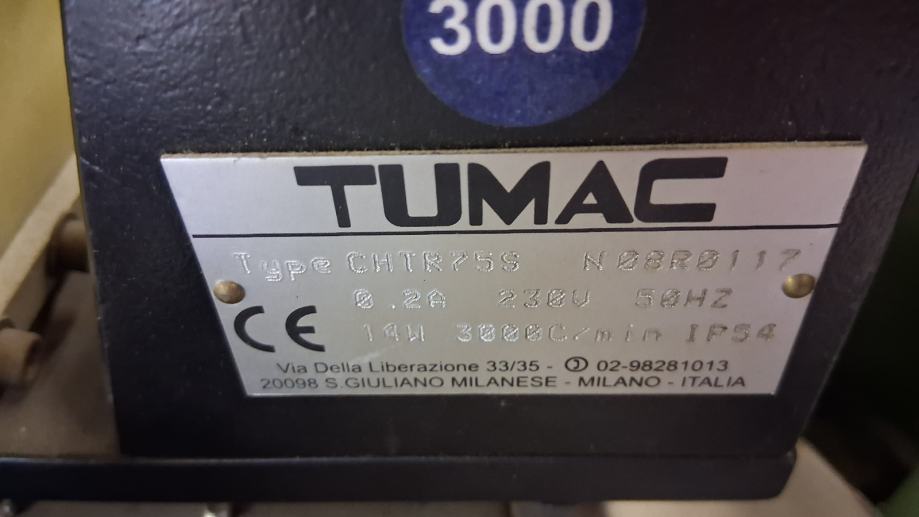 3000
TUMAC
Type CHTR75S N 08R0117
0.2A 230V 50HZ
CE 14W 3000C/min IP54
Via Della Liberazione 33/35 - ✆ 02-98281013
20098 S.GIULIANO MILANESE - MILANO - ITALIA